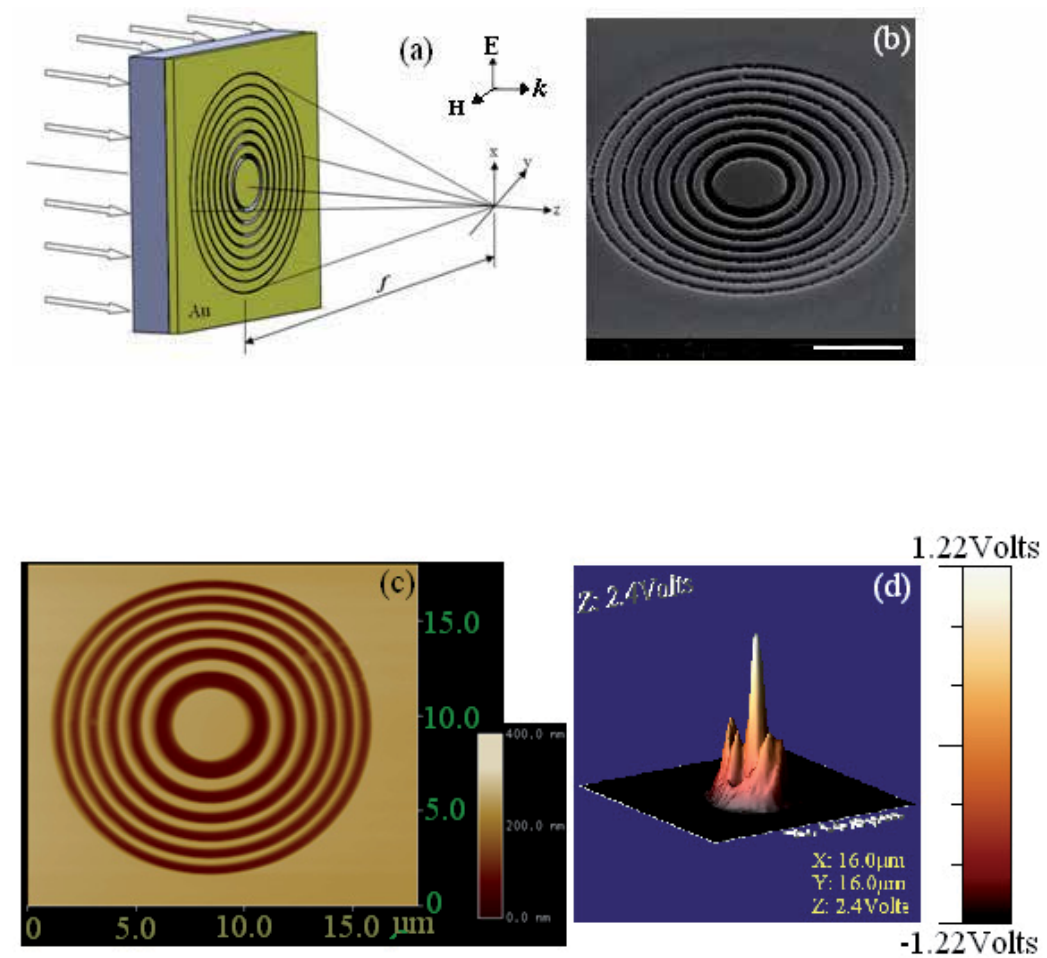 (a)
E
H
k
x
y
z
f
Au
(b)
(c)
15.0
10.0
5.0
0
0 5.0 10.0 15.0 μm
400.0 nm
200.0 nm
0.0 nm
Z: 2.4Volts
(d)
X: 16.0μm
Y: 16.0μm
Z: 2.4Volts
1.22Volts
-1.22Volts